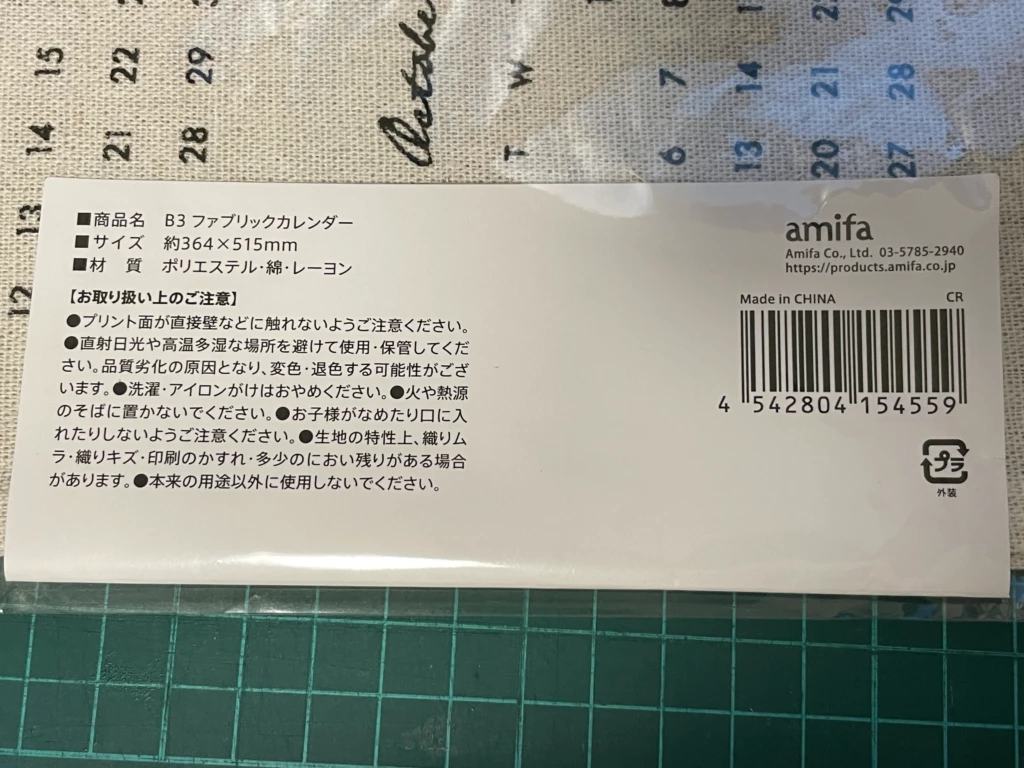 15 22 29
14 21 28
13
12
Octobe
T W
6 7
13 14
20 21 22
27 28 29
■商品名 B3 ファブリックカレンダー
■サイズ 約364×515mm
■材 質 ポリエステル・綿・レーヨン
【お取り扱い上のご注意】
●プリント面が直接壁などに触れないようご注意ください。
●直射日光や高温多湿な場所を避けて使用・保管してくだ
さい。品質劣化の原因となり、変色・退色する可能性がござ
います。●洗濯・アイロンがけはおやめください。●火や熱源
のそばに置かないでください。●お子様がなめたり口に入
れたりしないようご注意ください。●生地の特性上、織りム
ラ・織りキズ・印刷のかすれ・多少のにおい残りがある場合
があります。●本来の用途以外に使用しないでください。
amifa
Amifa Co., Ltd. 03-5785-2940
https://products.amifa.co.jp
Made in CHINA CR
4 542804 154559
プラ
外装